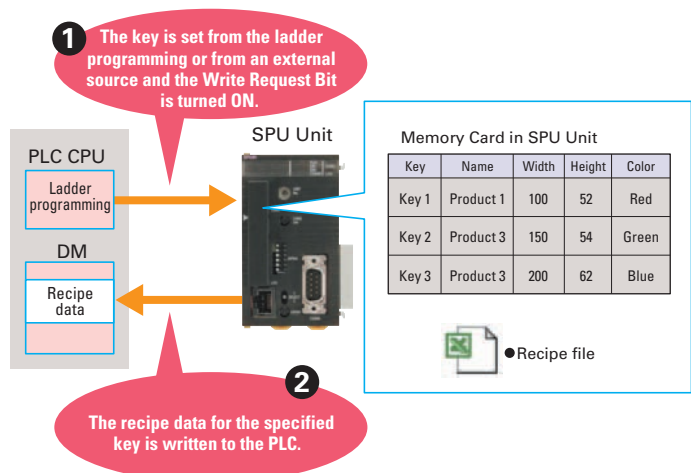 1
The key is set from the ladder
programming or from an external
source and the Write Request Bit
is turned ON.
SPU Unit
PLC CPU
Ladder
programming
DM
Recipe
data
Memory Card in SPU Unit
Key Name Width Height Color
Key 1 Product 1 100 52 Red
Key 2 Product 3 150 54 Green
Key 3 Product 3 200 62 Blue
●Recipe file
2
The recipe data for the specified
key is written to the PLC.